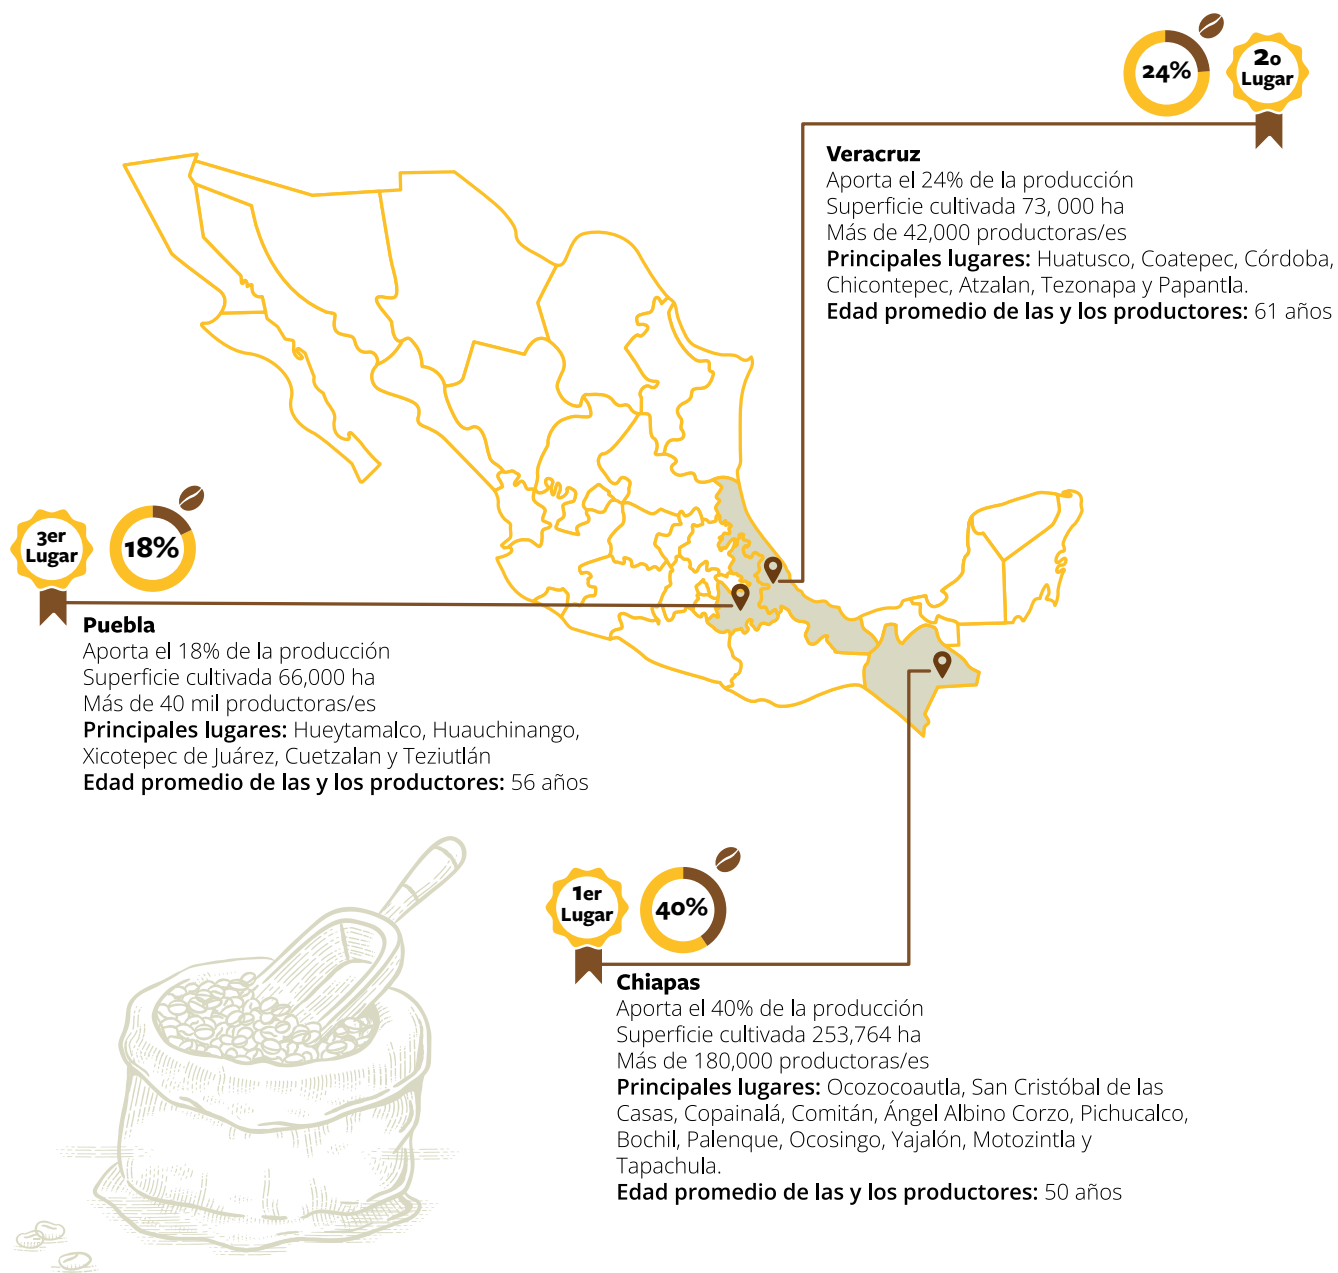 24%
2o
Lugar
Veracruz
Aporta el 24% de la producción
Superficie cultivada 73, 000 ha
Más de 42,000 productoras/es
Principales lugares: Huatusco, Coatepec, Córdoba,
Chicontepec, Atzalan, Tezonapa y Papantla.
Edad promedio de las y los productores: 61 años
3er
Lugar
18%
Puebla
Aporta el 18% de la producción
Superficie cultivada 66,000 ha
Más de 40 mil productoras/es
Principales lugares: Hueytamalco, Huauchinango,
Xicotepec de Juárez, Cuetzalan y Teziutlán
Edad promedio de las y los productores: 56 años
1er
Lugar
40%
Chiapas
Aporta el 40% de la producción
Superficie cultivada 253,764 ha
Más de 180,000 productoras/es
Principales lugares: Ocozocoautla, San Cristóbal de las
Casas, Copainalá, Comitán, Ángel Albino Corzo, Pichucalco,
Bochil, Palenque, Ocosingo, Yajalón, Motozintla y
Tapachula.
Edad promedio de las y los productores: 50 años